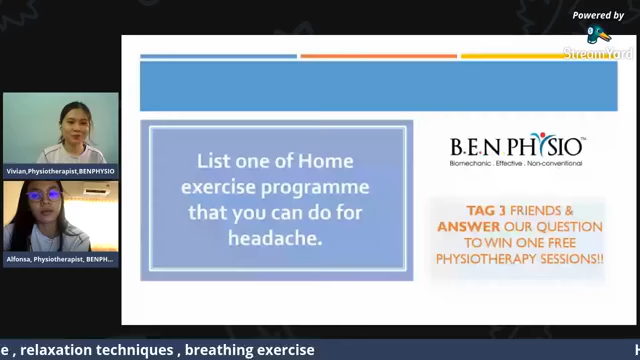 Powered by
StreamYard
Vivian,Physiotherapist,BENPHYSIO
Alfonsa, Physiotherapist, BENPH...
List one of Home
exercise programme
that you can do for
headache.
B.E.N PHYSIO™
Biomechanic . Effective . Non-conventional
TAG 3 FRIENDS &
ANSWER OUR QUESTION
TO WIN ONE FREE
PHYSIOTHERAPY SESSIONS!!
e , relaxation techniques , breathing exercise
H